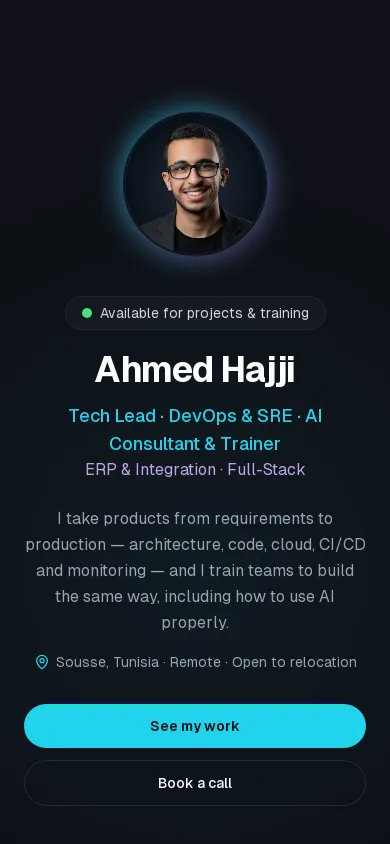 Available for projects & training
Ahmed Hajji
Tech Lead · DevOps & SRE · AI
Consultant & Trainer
ERP & Integration · Full-Stack
I take products from requirements to
production — architecture, code, cloud, CI/CD
and monitoring — and I train teams to build
the same way, including how to use AI
properly.
Sousse, Tunisia · Remote · Open to relocation
See my work
Book a call